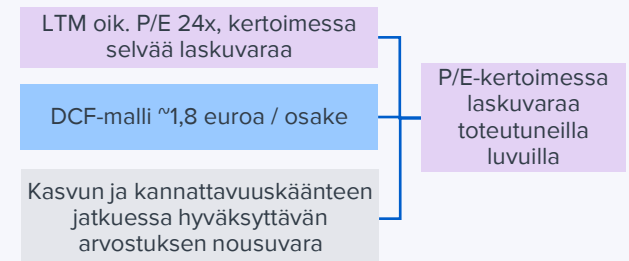 LTM oik. P/E 24x, kertoimessa
selvää laskuvaraa
DCF-malli ~1,8 euroa / osake
Kasvun ja kannattavuuskäänteen
jatkuessa hyväksyttävän
arvostuksen nousuvara
P/E-kertoimessa
laskuvaraa
toteutuneilla
luvuilla